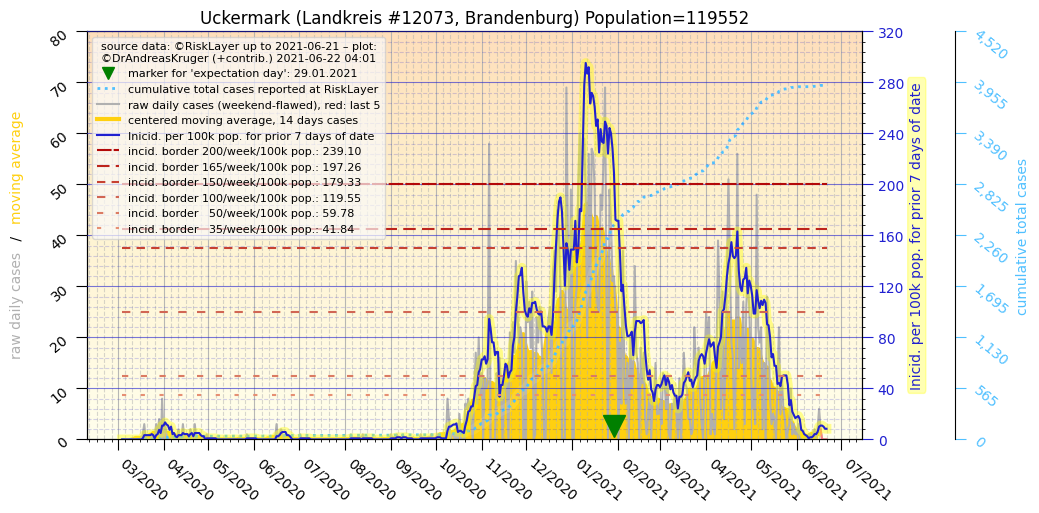 Uckermark (Landkreis #12073, Brandenburg) Population=119552
source data: ©RiskLayer up to 2021-06-21 – plot:
©DrAndreasKruger (+contrib.) 2021-06-22 04:01
marker for 'expectation day': 29.01.2021
cumulative total cases reported at RiskLayer
raw daily cases (weekend-flawed), red: last 5
centered moving average, 14 days cases
Inicid. per 100k pop. for prior 7 days of date
incid. border 200/week/100k pop.: 239.10
incid. border 165/week/100k pop.: 197.26
incid. border 150/week/100k pop.: 179.33
incid. border 100/week/100k pop.: 119.55
incid. border 50/week/100k pop.: 59.78
incid. border 35/week/100k pop.: 41.84
raw daily cases / moving average
80
70
60
50
40
30
20
10
0
320
280
240
200
160
120
80
40
0
Inicid. per 100k pop. for prior 7 days of date
4,520
3,955
3,390
2,825
2,260
1,695
1,130
565
0
cumulative total cases
03/2020
04/2020
05/2020
06/2020
07/2020
08/2020
09/2020
10/2020
11/2020
12/2020
01/2021
02/2021
03/2021
04/2021
05/2021
06/2021
07/2021